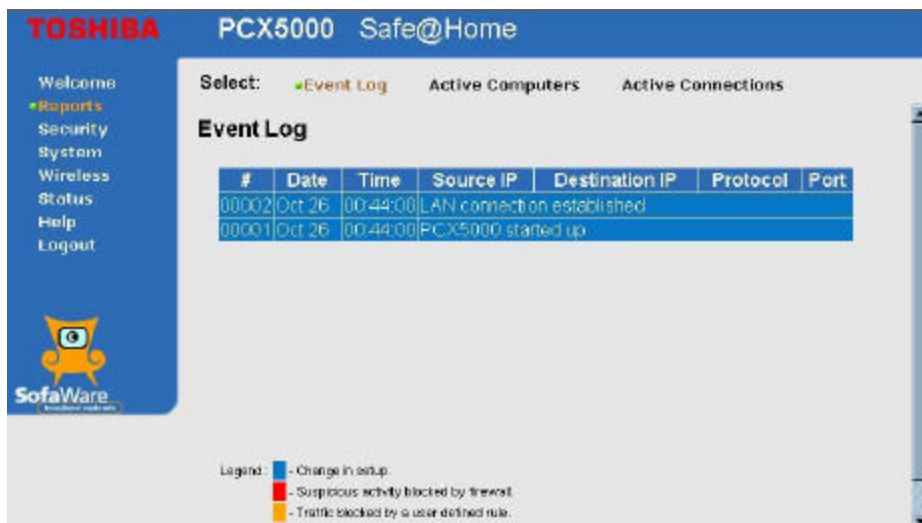 TOSHIBA PCX5000 Safe@Home
Welcome
Reports
Security
System
Wireless
Status
Help
Logout
SofaWare
Select: Event Log Active Computers Active Connections
Event Log
# Date Time Source IP Destination IP Protocol Port
00002 Oct 26 00:44:00 LAN connection established
00001 Oct 26 00:44:00 PCX5000 started up
Legend: - Change in setup.
- Suspicious activity blocked by firewall.
- Traffic blocked by a user defined rule.